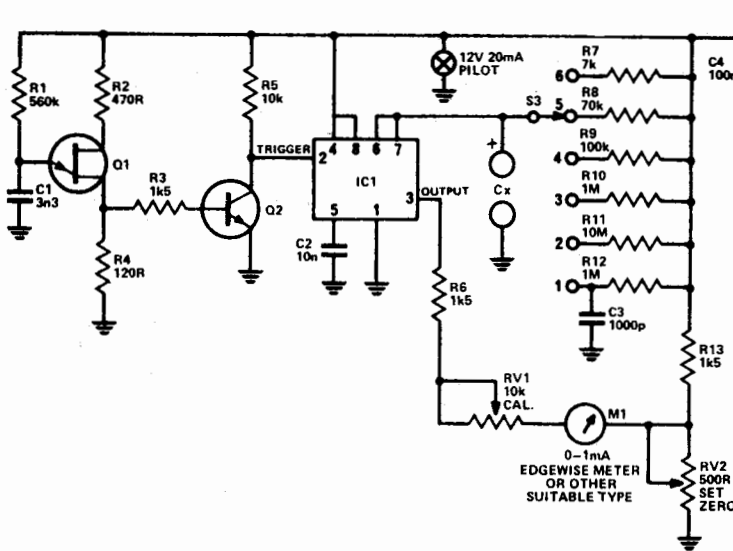 R1
560k
R2
470R
R5
10k
12V 20mA
PILOT
R7
7k
6
C4
100n
S3
5
R8
70k
TRIGGER
2
4
8
6
7
IC1
3
5
1
OUTPUT
+
Cx
4
R9
100k
3
R10
1M
2
R11
10M
1
R12
1M
C3
1000p
Q1
C1
3n3
R3
1k5
Q2
R4
120R
C2
10n
R6
1k5
R13
1k5
RV1
10k
CAL.
M1
0–1mA
EDGEWISE METER
OR OTHER
SUITABLE TYPE
RV2
500R
SET
ZERO